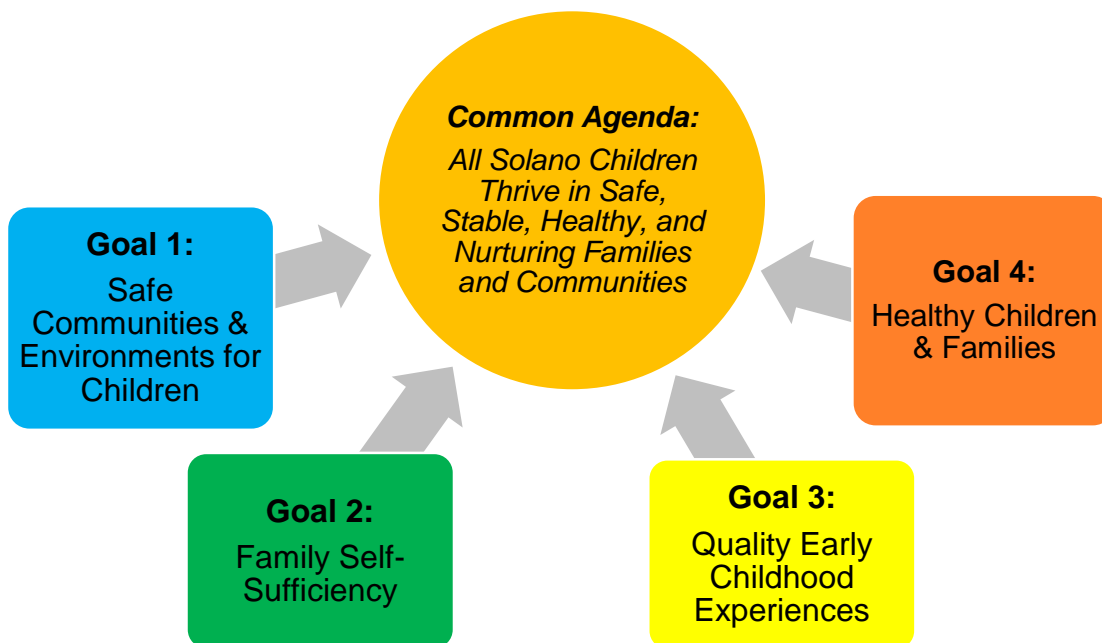 Common Agenda:
All Solano Children
Thrive in Safe,
Stable, Healthy, and
Nurturing Families
and Communities
Goal 1:
Safe
Communities &
Environments for
Children
Goal 2:
Family Self-
Sufficiency
Goal 3:
Quality Early
Childhood
Experiences
Goal 4:
Healthy Children
& Families